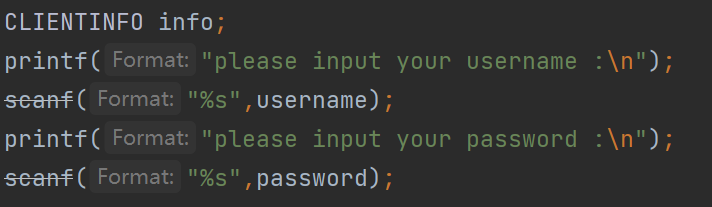 CLIENTINFO info;
printf( Format: "please input your username :\n");
scanf( Format: "%s",username);
printf( Format: "please input your password :\n");
scanf( Format: "%s",password);